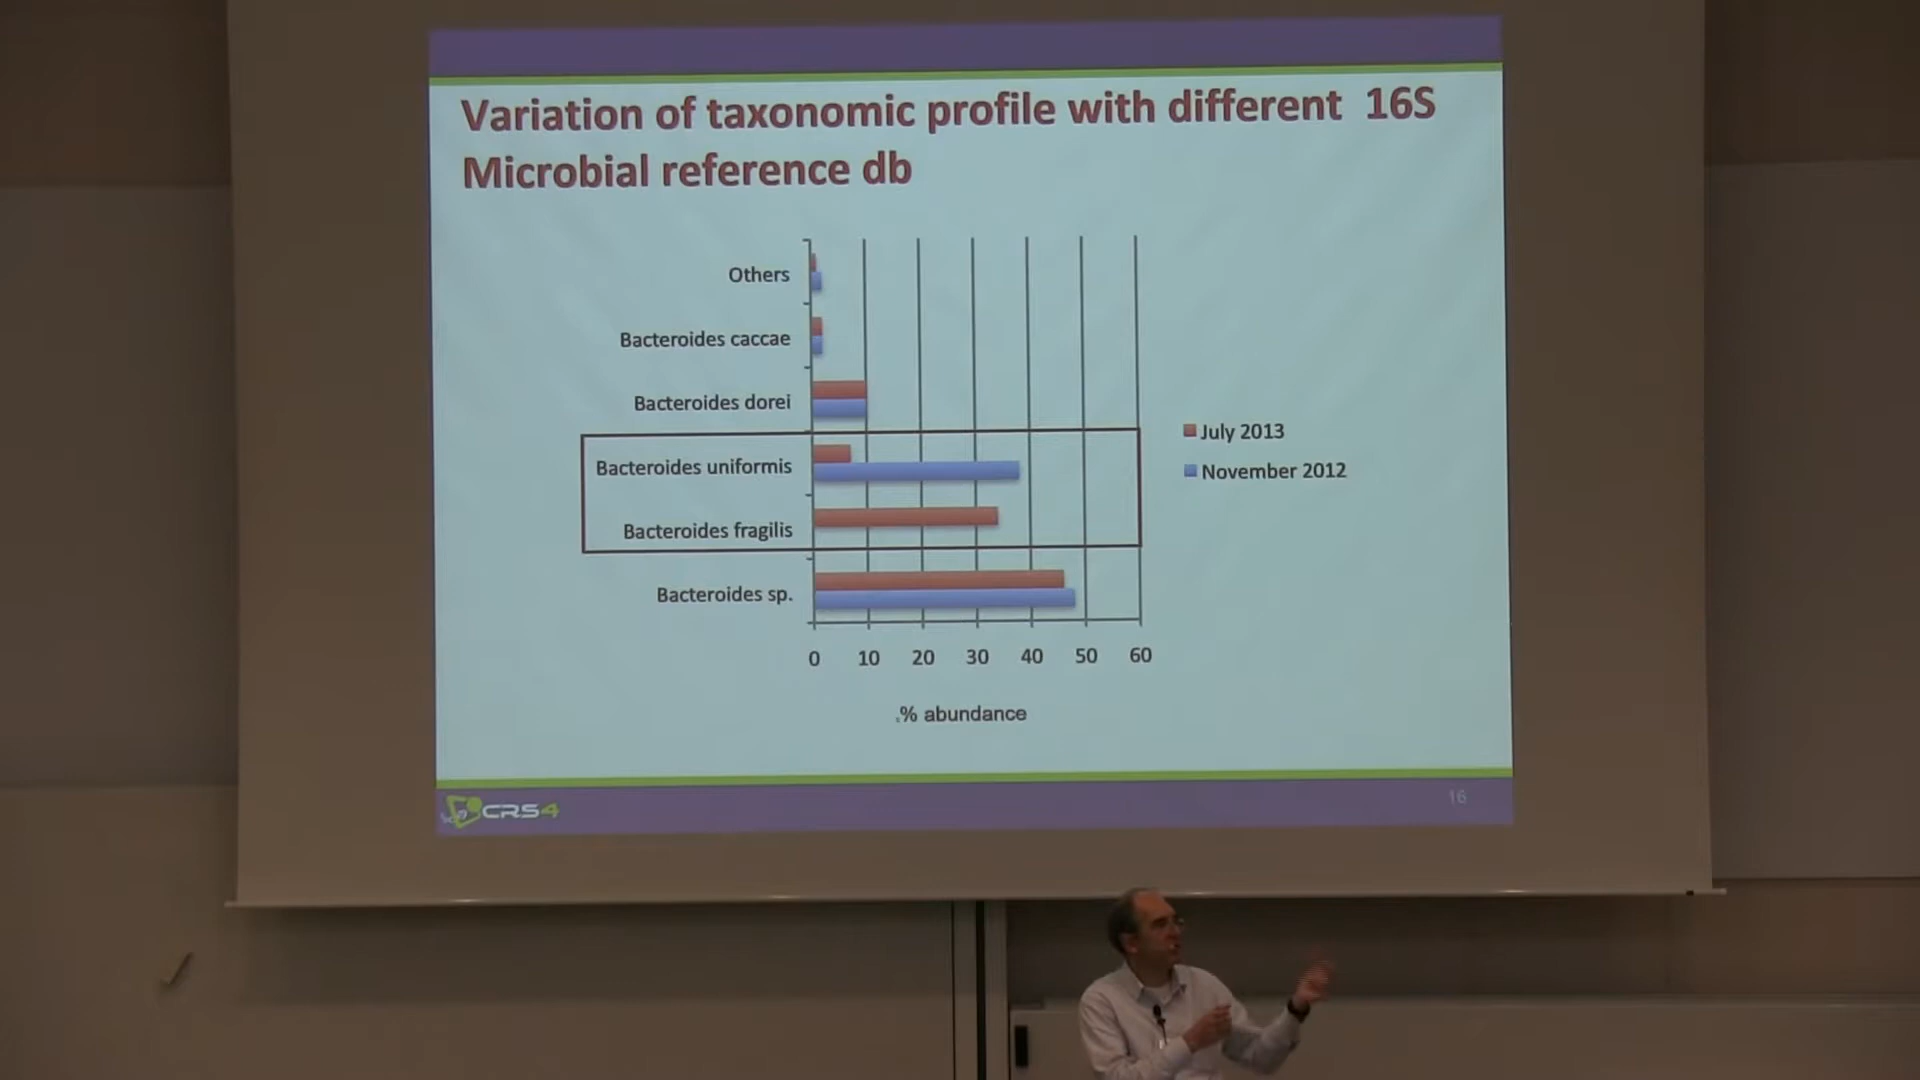 Variation of taxonomic profile with different 16S
Microbial reference db
Others
Bacteroides caccae
Bacteroides dorei
Bacteroides uniformis
Bacteroides fragilis
Bacteroides sp.
July 2013
November 2012
0 10 20 30 40 50 60
.% abundance
CRS4
16